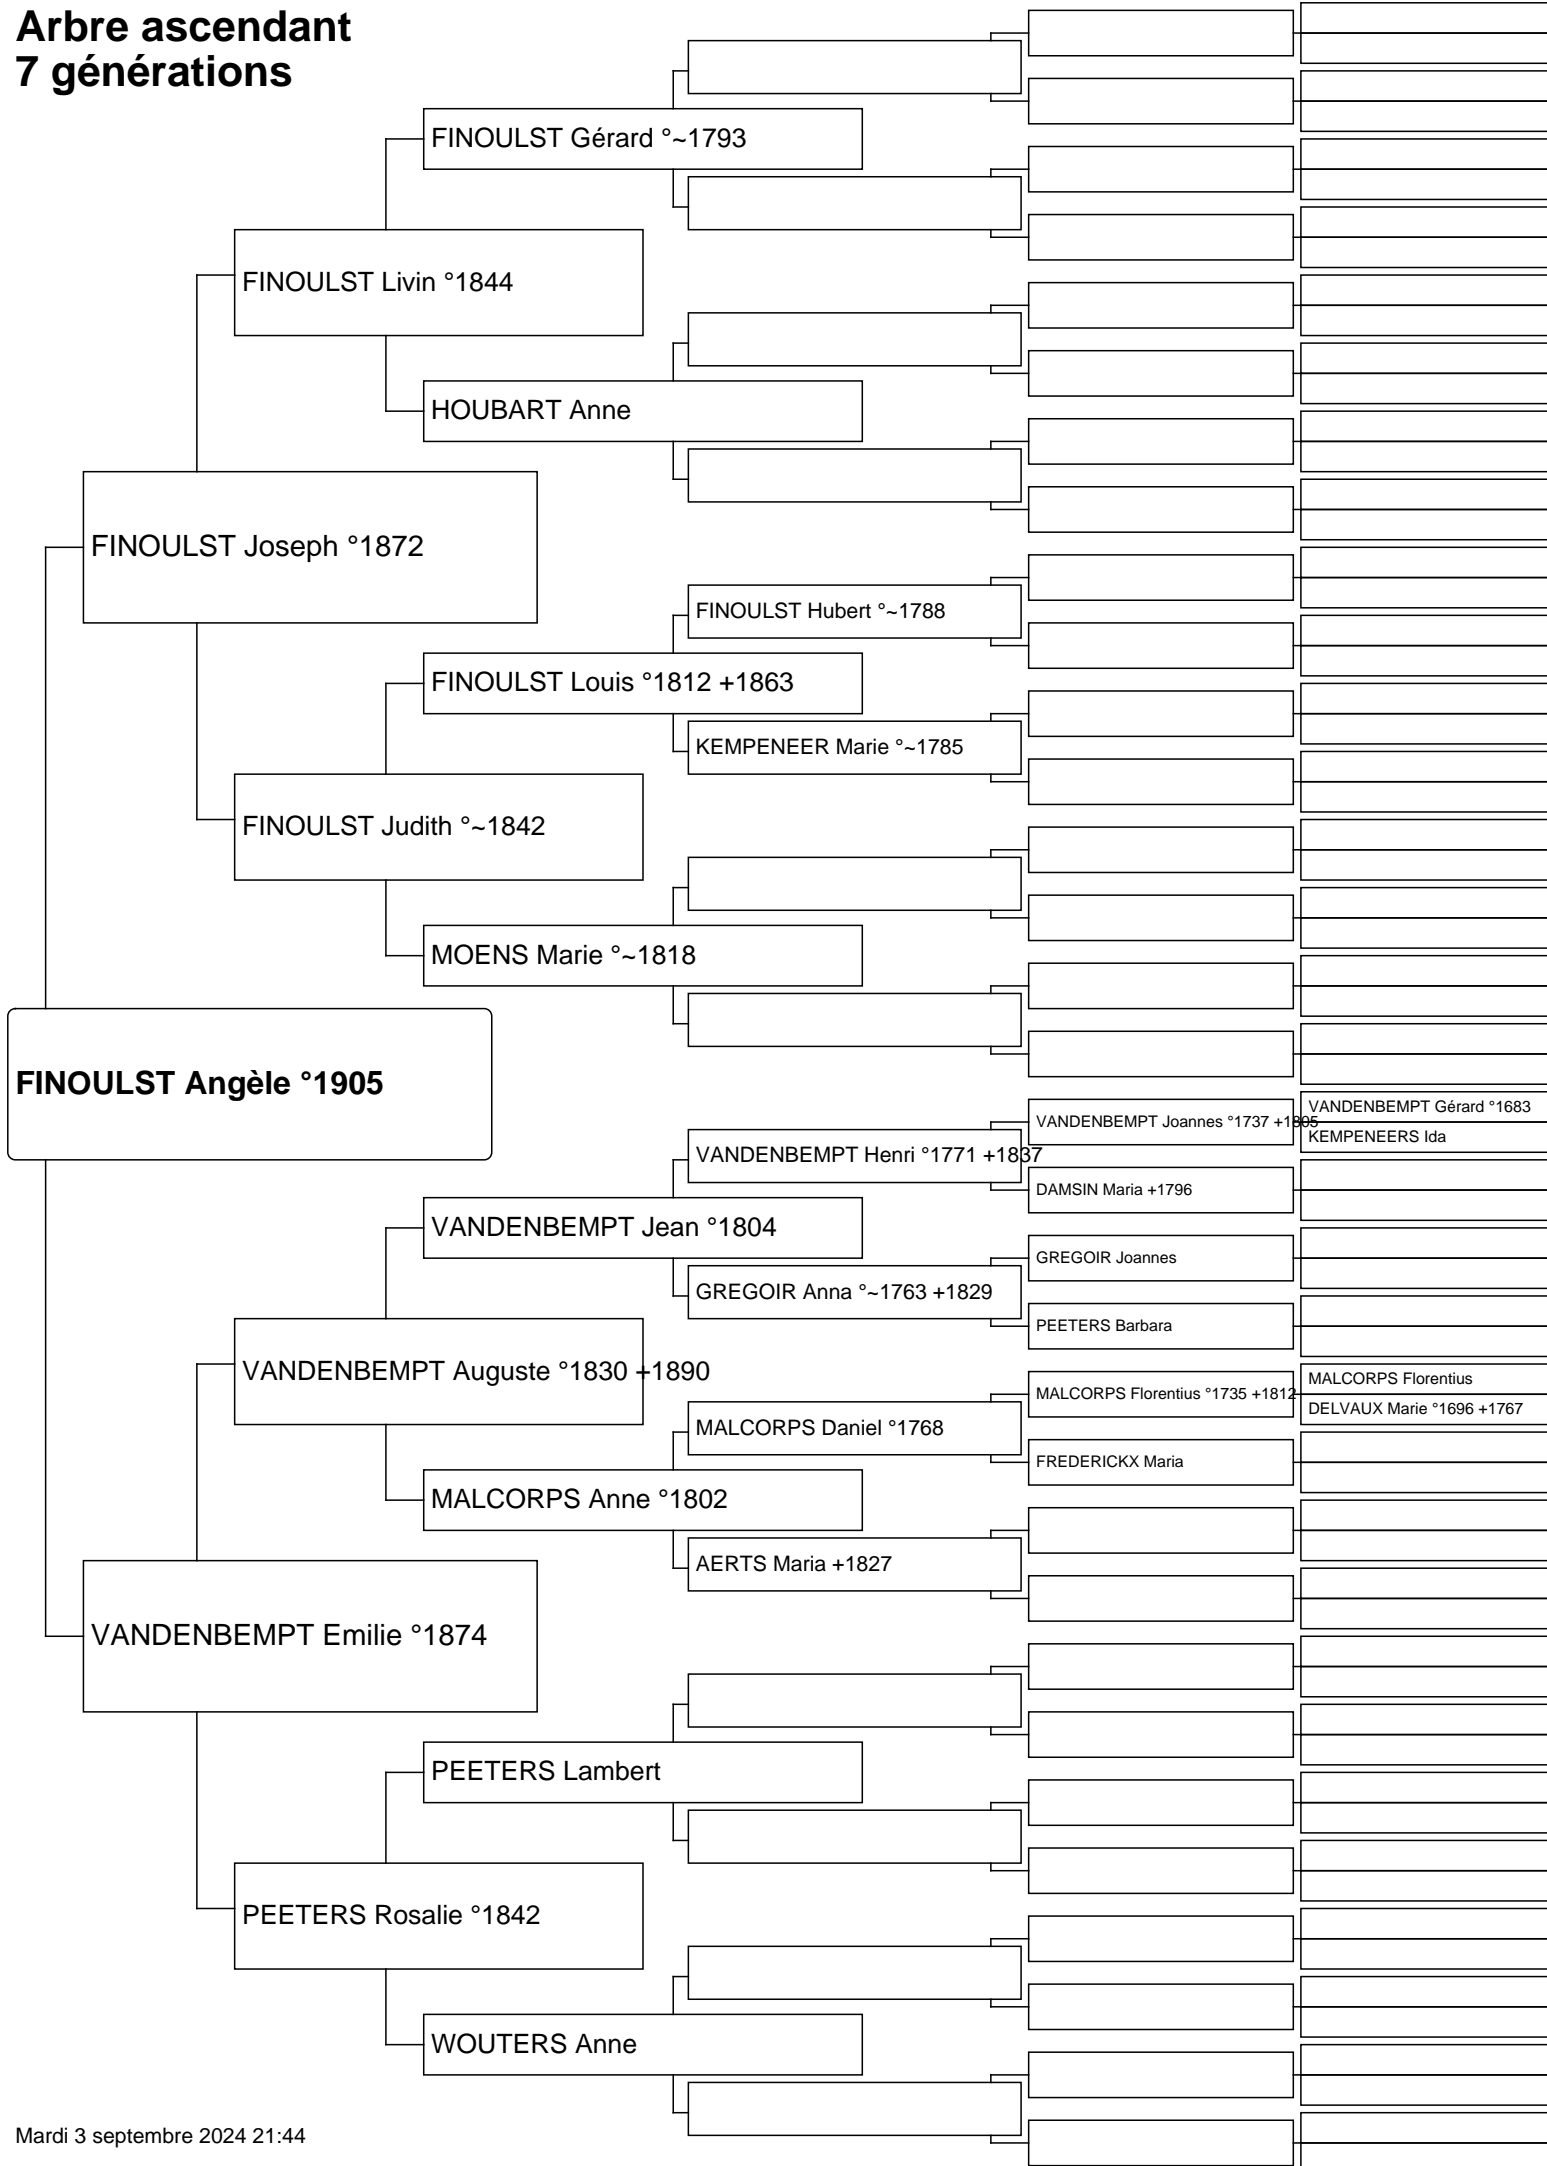 Arbre ascendant
7 générations
FINOULST Gérard °~1793
FINOULST Livin °1844
HOUBART Anne
FINOULST Joseph °1872
FINOULST Hubert °~1788
FINOULST Louis °1812 +1863
KEMPENEER Marie °~1785
FINOULST Judith °~1842
MOENS Marie °~1818
FINOULST Angèle °1905
VANDENBEMPT Gérard °1683
VANDENBEMPT Joannes °1737 +1805
KEMPENEERS Ida
VANDENBEMPT Henri °1771 +1837
DAMSIN Maria +1796
VANDENBEMPT Jean °1804
GREGOIR Joannes
GREGOIR Anna °~1763 +1829
PEETERS Barbara
VANDENBEMPT Auguste °1830 +1890
MALCORPS Florentius
MALCORPS Florentius °1735 +1812
DELVAUX Marie °1696 +1767
MALCORPS Daniel °1768
FREDERICKX Maria
MALCORPS Anne °1802
AERTS Maria +1827
VANDENBEMPT Emilie °1874
PEETERS Lambert
PEETERS Rosalie °1842
WOUTERS Anne
Mardi 3 septembre 2024 21:44